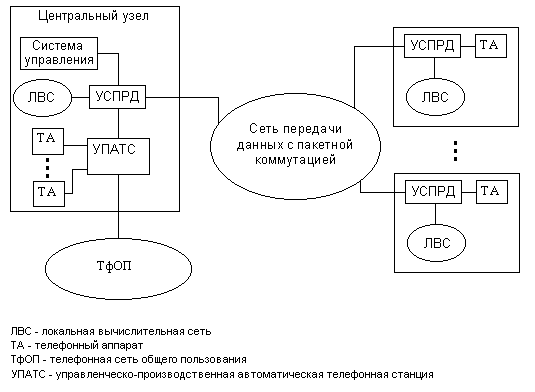 Центральный узел
Система
управления
ЛВС
УСПРД
ТА
УПАТС
ТА
ТфОП
Сеть передачи
данных с пакетной
коммутацией
УСПРД
ТА
ЛВС
УСПРД
ТА
ЛВС
ЛВС - локальная вычислительная сеть
ТА - телефонный аппарат
ТфОП - телефонная сеть общего пользования
УПАТС - управленческо-производственная автоматическая телефонная станция